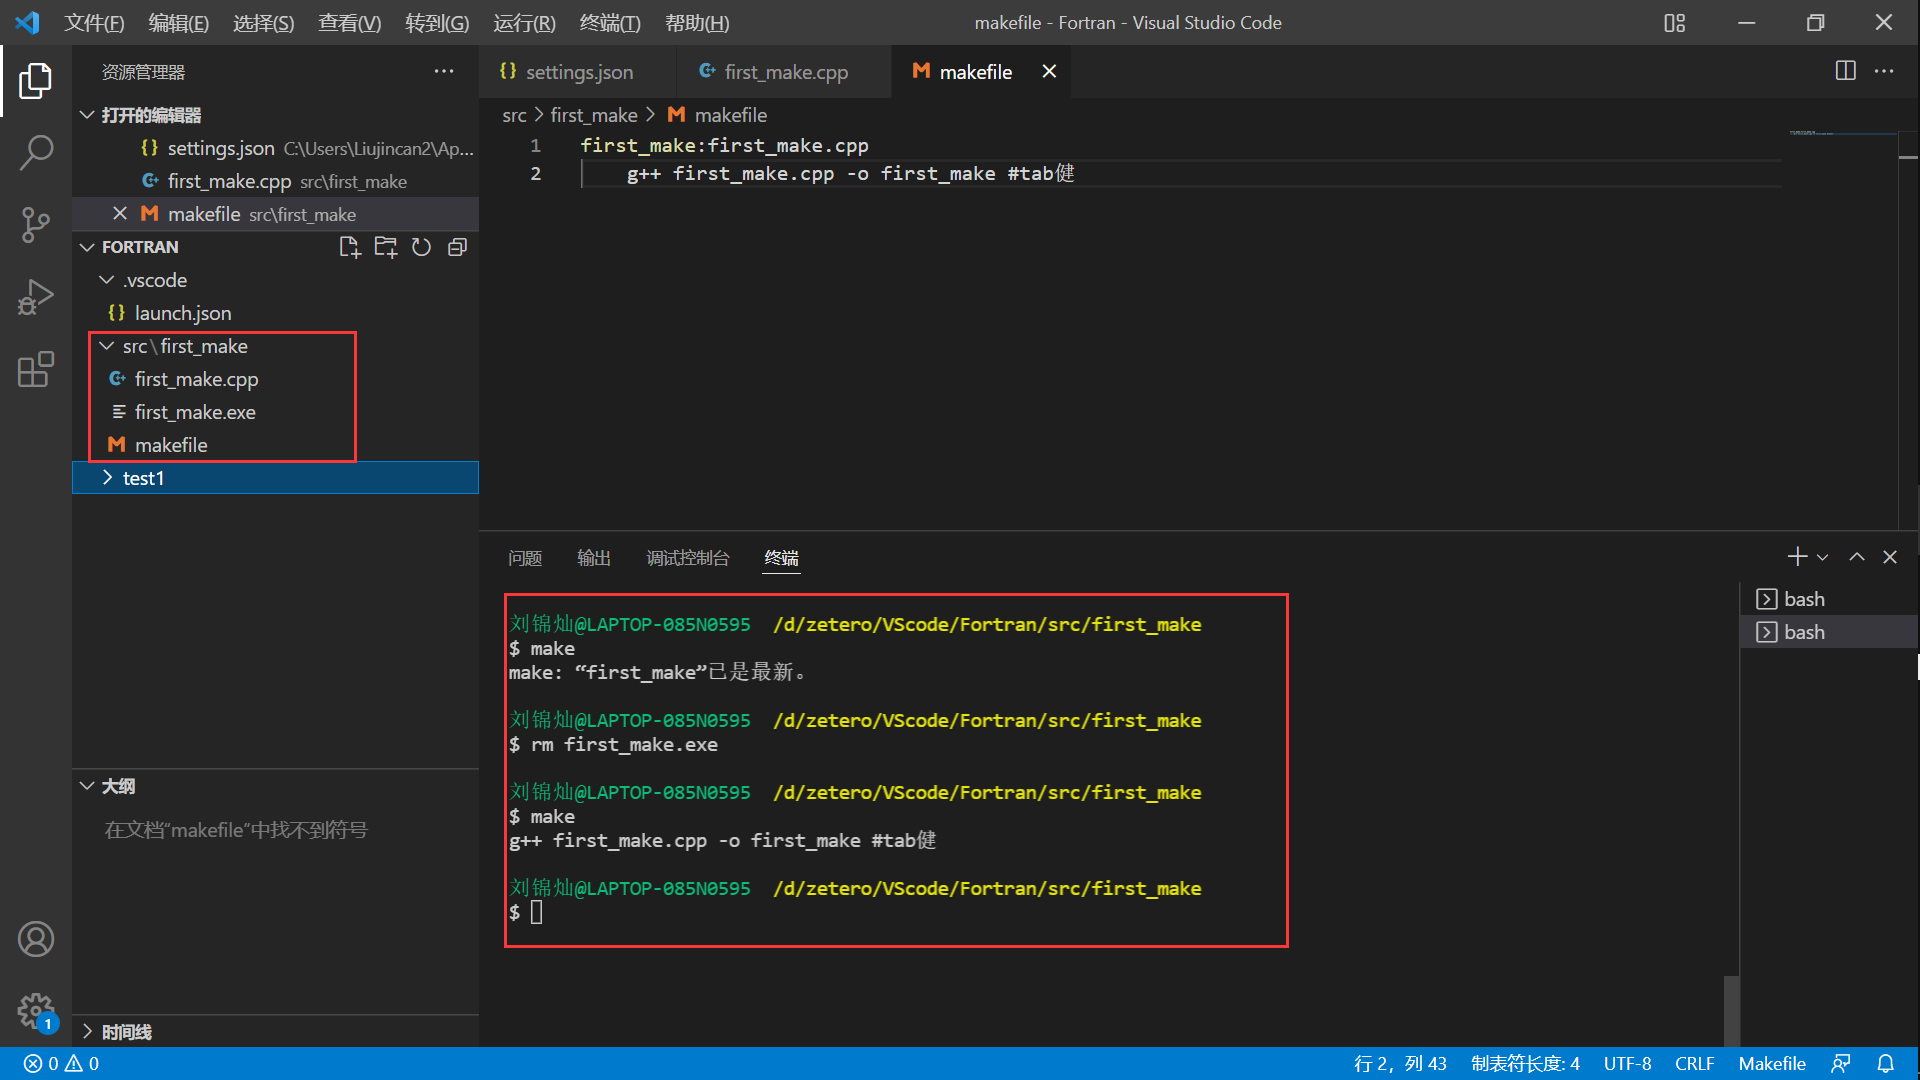 文件(F) 编辑(E) 选择(S) 查看(V) 转到(G) 运行(R) 终端(T) 帮助(H) makefile - Fortran - Visual Studio Code
资源管理器
打开的编辑器
settings.json C:\Users\Liujincan2\Ap...
first_make.cpp src\first_make
makefile src\first_make
FORTRAN
.vscode
launch.json
src\first_make
first_make.cpp
first_make.exe
makefile
test1
大纲
在文档“makefile”中找不到符号
时间线
settings.json first_make.cpp makefile
src > first_make > makefile
1 first_make:first_make.cpp
2 g++ first_make.cpp -o first_make #tab健
问题 输出 调试控制台 终端
刘锦灿@LAPTOP-085N0595 /d/zetero/VScode/Fortran/src/first_make
$ make
make: “first_make”已是最新。
刘锦灿@LAPTOP-085N0595 /d/zetero/VScode/Fortran/src/first_make
$ rm first_make.exe
刘锦灿@LAPTOP-085N0595 /d/zetero/VScode/Fortran/src/first_make
$ make
g++ first_make.cpp -o first_make #tab健
刘锦灿@LAPTOP-085N0595 /d/zetero/VScode/Fortran/src/first_make
$
bash
bash
1
0 0 行 2，列 43 制表符长度: 4 UTF-8 CRLF Makefile